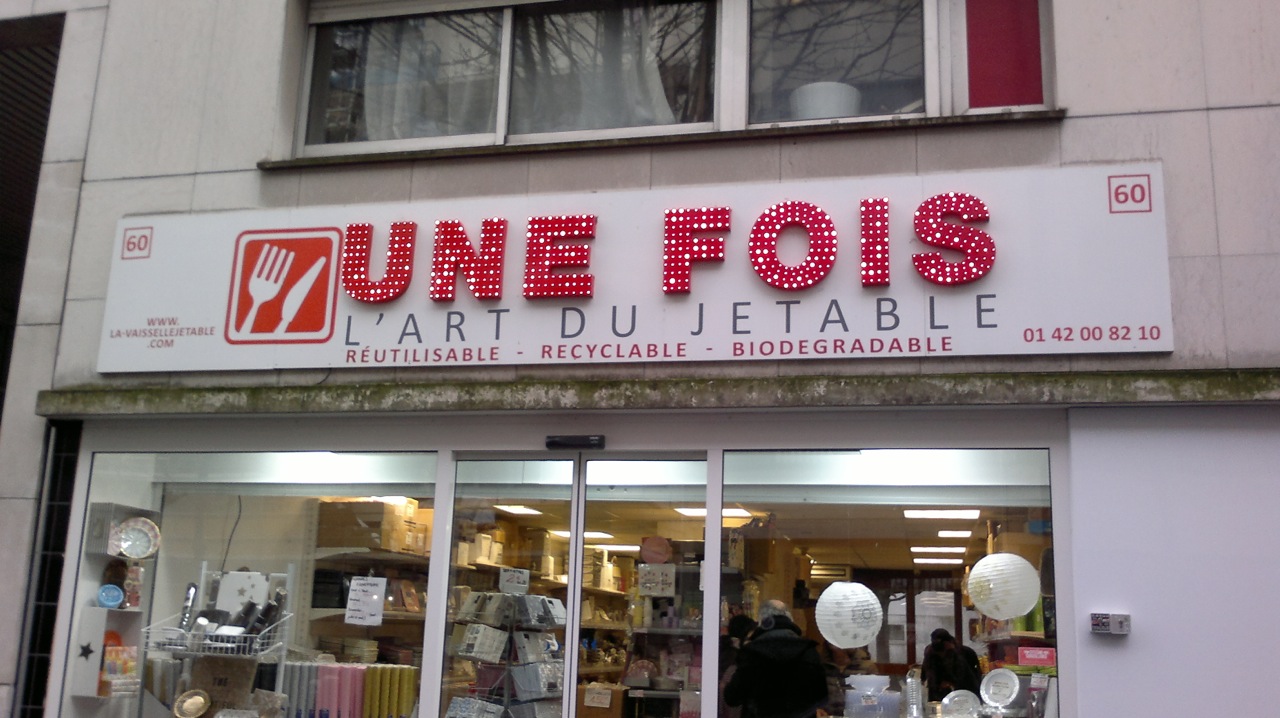 60
60
UNE FOIS
L'ART DU JETABLE
WWW.
LA-VAISSELLEJETABLE
.COM
RÉUTILISABLE - RECYCLABLE - BIODEGRADABLE
01 42 00 82 10